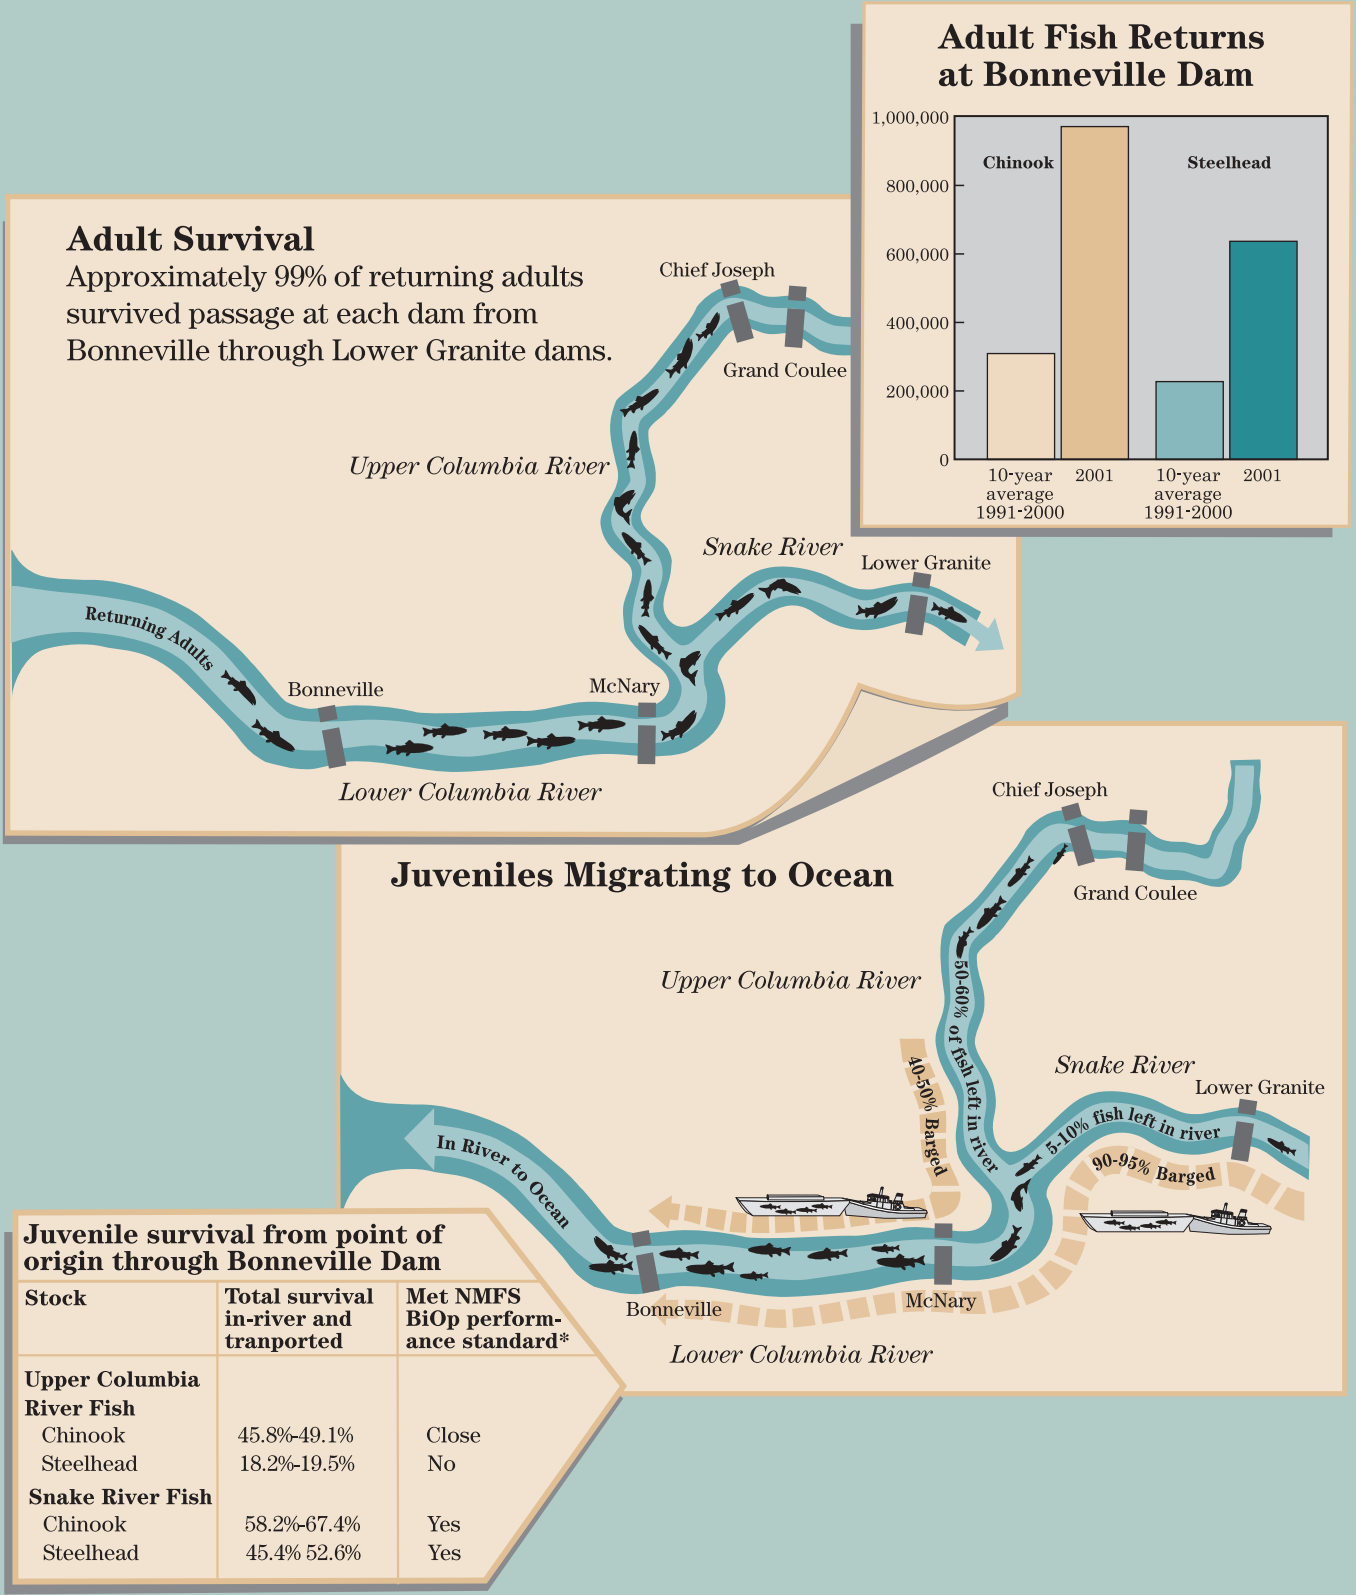 Adult Fish Returns
at Bonneville Dam
1,000,000
800,000
600,000
400,000
200,000
0
Chinook
Steelhead
10-year
average
1991-2000
2001
10-year
average
1991-2000
2001
Adult Survival
Approximately 99% of returning adults
survived passage at each dam from
Bonneville through Lower Granite dams.
Chief Joseph
Grand Coulee
Upper Columbia River
Snake River
Lower Granite
Returning Adults
Bonneville
McNary
Lower Columbia River
Juveniles Migrating to Ocean
Chief Joseph
Grand Coulee
Upper Columbia River
50-60% of fish left in river
40-50% Barged
Snake River
Lower Granite
5-10% fish left in river
90-95% Barged
In River to Ocean
Bonneville
McNary
Lower Columbia River
Juvenile survival from point of
origin through Bonneville Dam
Stock
Total survival
in-river and
tranported
Met NMFS
BiOp perform-
ance standard*
Upper Columbia
River Fish
Chinook 45.8%-49.1% Close
Steelhead 18.2%-19.5% No
Snake River Fish
Chinook 58.2%-67.4% Yes
Steelhead 45.4% 52.6% Yes